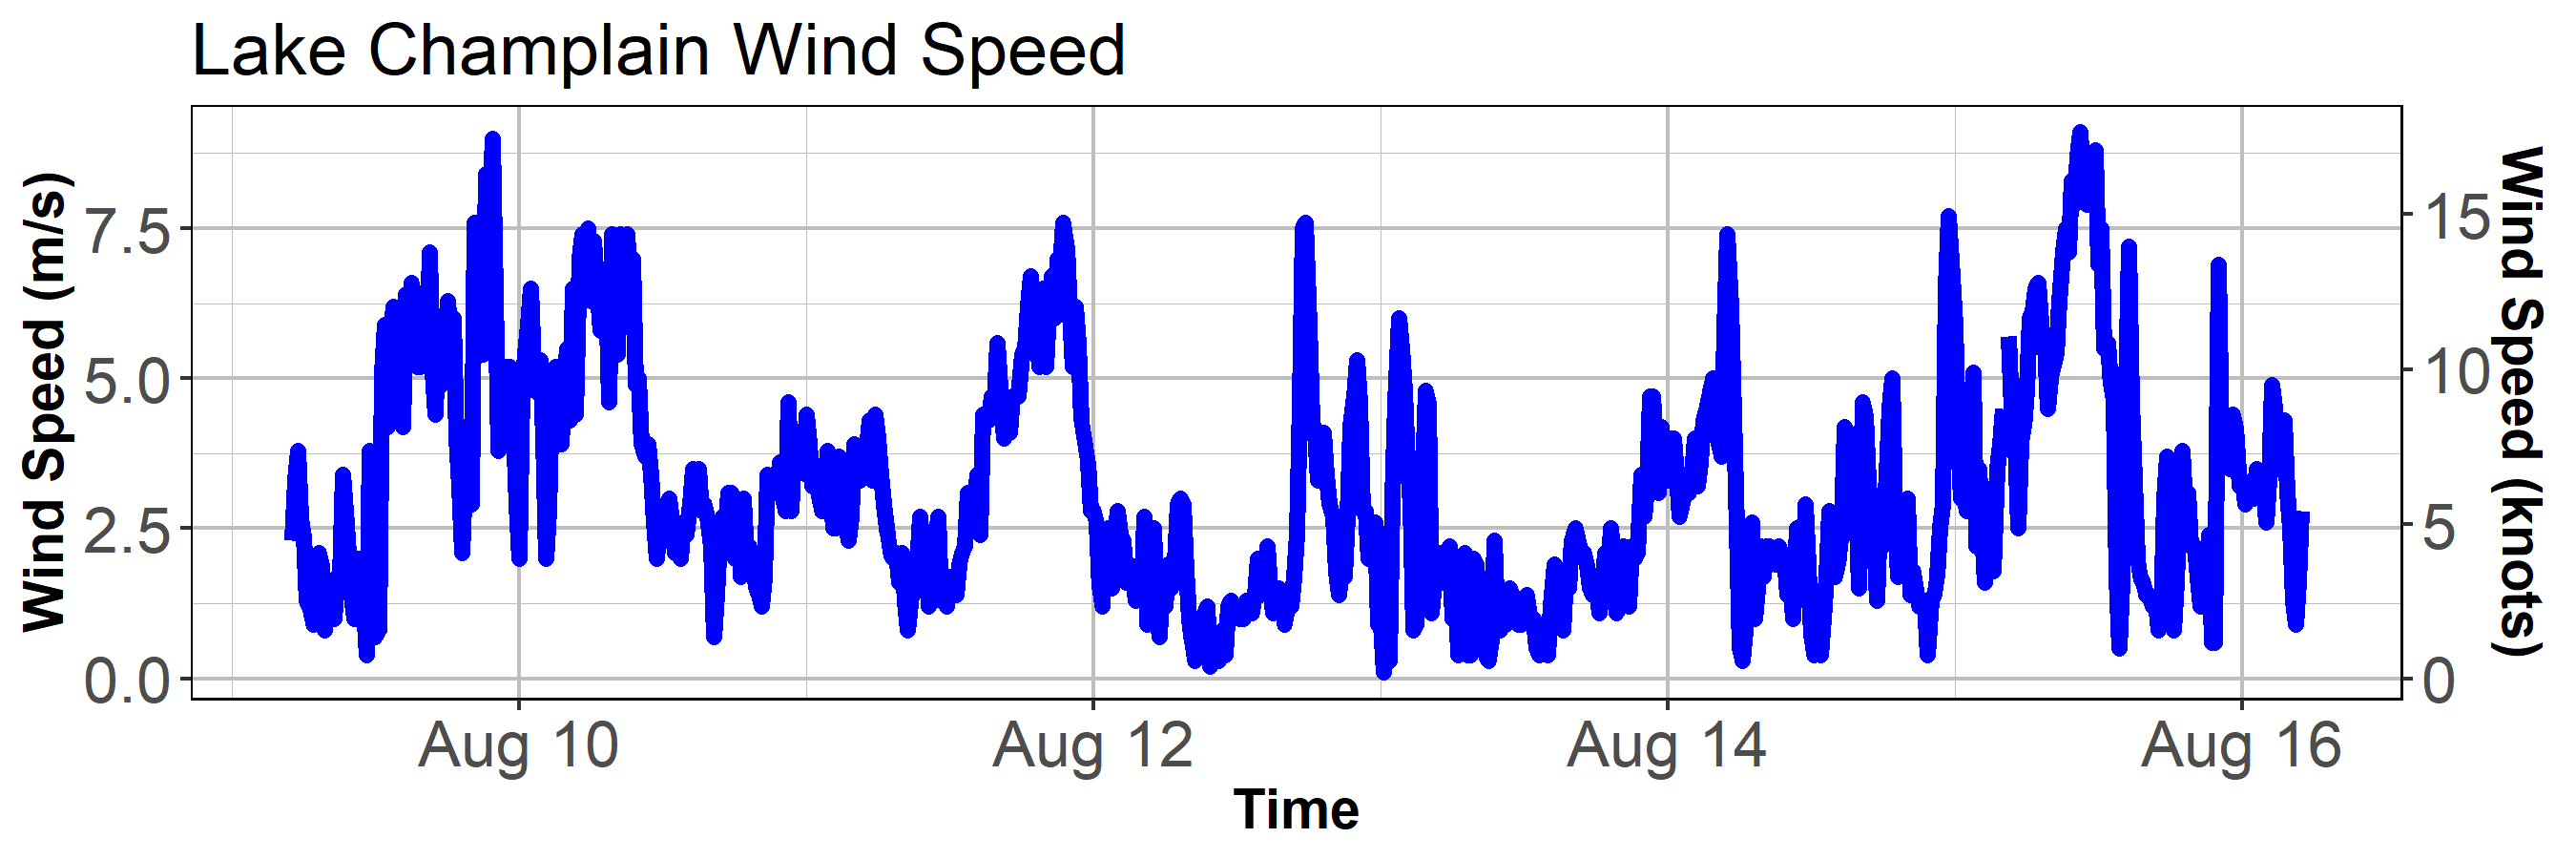 Lake Champlain Wind Speed
Wind Speed (m/s)
7.5
5.0
2.5
0.0
15
10
5
0
Wind Speed (knots)
Aug 10
Aug 12
Aug 14
Aug 16
Time